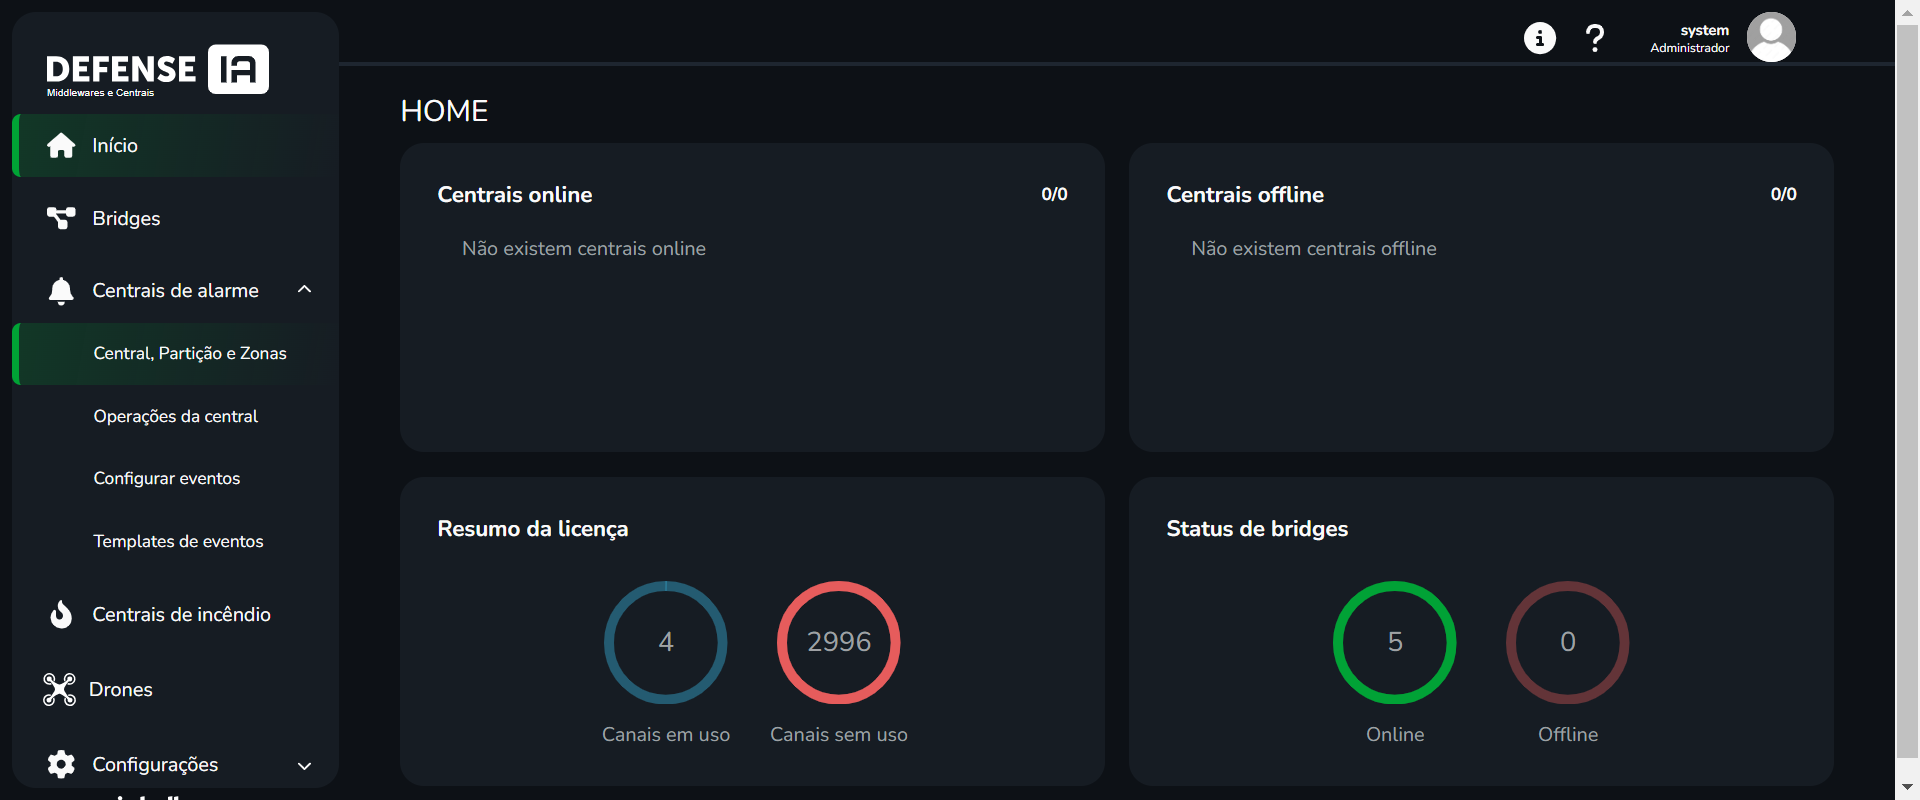 DEFENSE IA
Middlewares e Centrais
Início
Bridges
Centrais de alarme
Central, Partição e Zonas
Operações da central
Configurar eventos
Templates de eventos
Centrais de incêndio
Drones
Configurações
system
Administrador
HOME
Centrais online 0/0
Não existem centrais online
Centrais offline 0/0
Não existem centrais offline
Resumo da licença
4 2996
Canais em uso Canais sem uso
Status de bridges
5 0
Online Offline